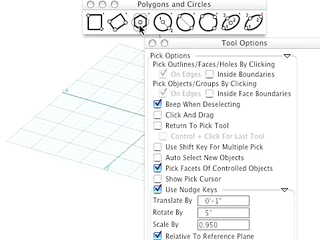 Polygons and Circles
Tool Options
Pick Options
Pick Outlines/Faces/Holes By Clicking
On Edges Inside Boundaries
Pick Objects/Groups By Clicking
On Edges Inside Face Boundaries
Beep When Deselecting
Click And Drag
Return To Pick Tool
Control + Click For Last Tool
Use Shift Key For Multiple Pick
Auto Select New Objects
Pick Facets Of Controlled Objects
Show Pick Cursor
Use Nudge Keys
Translate By 0'-1"
Rotate By 5°
Scale By 0.950
Relative To Reference Plane